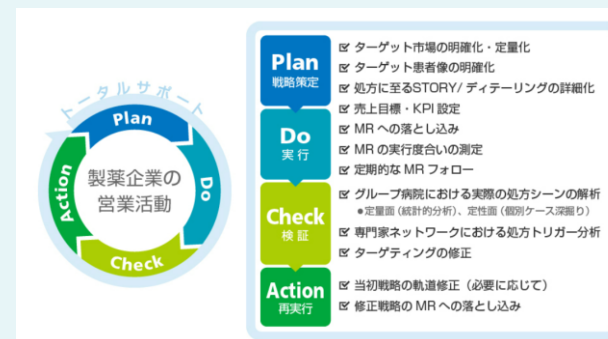 トータルサポート
Plan
Do
Check
Action
製薬企業の
営業活動
Plan
戦略策定
☑ ターゲット市場の明確化・定量化
☑ ターゲット患者像の明確化
☑ 処方に至るSTORY/ ディテーリングの詳細化
☑ 売上目標・KPI 設定
Do
実行
☑ MR への落とし込み
☑ MR の実行度合いの測定
☑ 定期的な MR フォロー
Check
検証
☑ グループ病院における実際の処方シーンの解析
●定量面（統計的分析）、定性面（個別ケース深掘り）
☑ 専門家ネットワークにおける処方トリガー分析
☑ ターゲティングの修正
Action
再実行
☑ 当初戦略の軌道修正（必要に応じて）
☑ 修正戦略の MR への落とし込み